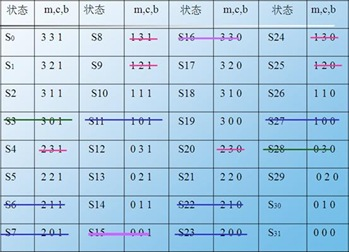 状态 m,c,b 状态 m,c,b 状态 m,c,b 状态 m,c,b
S0 3 3 1 S8 1 3 1 S16 3 3 0 S24 1 3 0
S1 3 2 1 S9 1 2 1 S17 3 2 0 S25 1 2 0
S2 3 1 1 S10 1 1 1 S18 3 1 0 S26 1 1 0
S3 3 0 1 S11 1 0 1 S19 3 0 0 S27 1 0 0
S4 2 3 1 S12 0 3 1 S20 2 3 0 S28 0 3 0
S5 2 2 1 S13 0 2 1 S21 2 2 0 S29 0 2 0
S6 2 1 1 S14 0 1 1 S22 2 1 0 S30 0 1 0
S7 2 0 1 S15 0 0 1 S23 2 0 0 S31 0 0 0